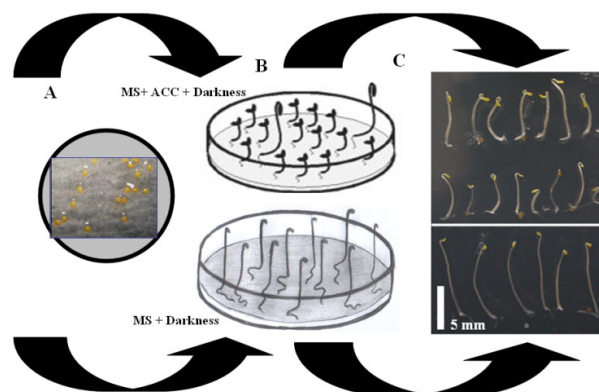 A
B
C
MS+ ACC + Darkness
MS + Darkness
5 mm